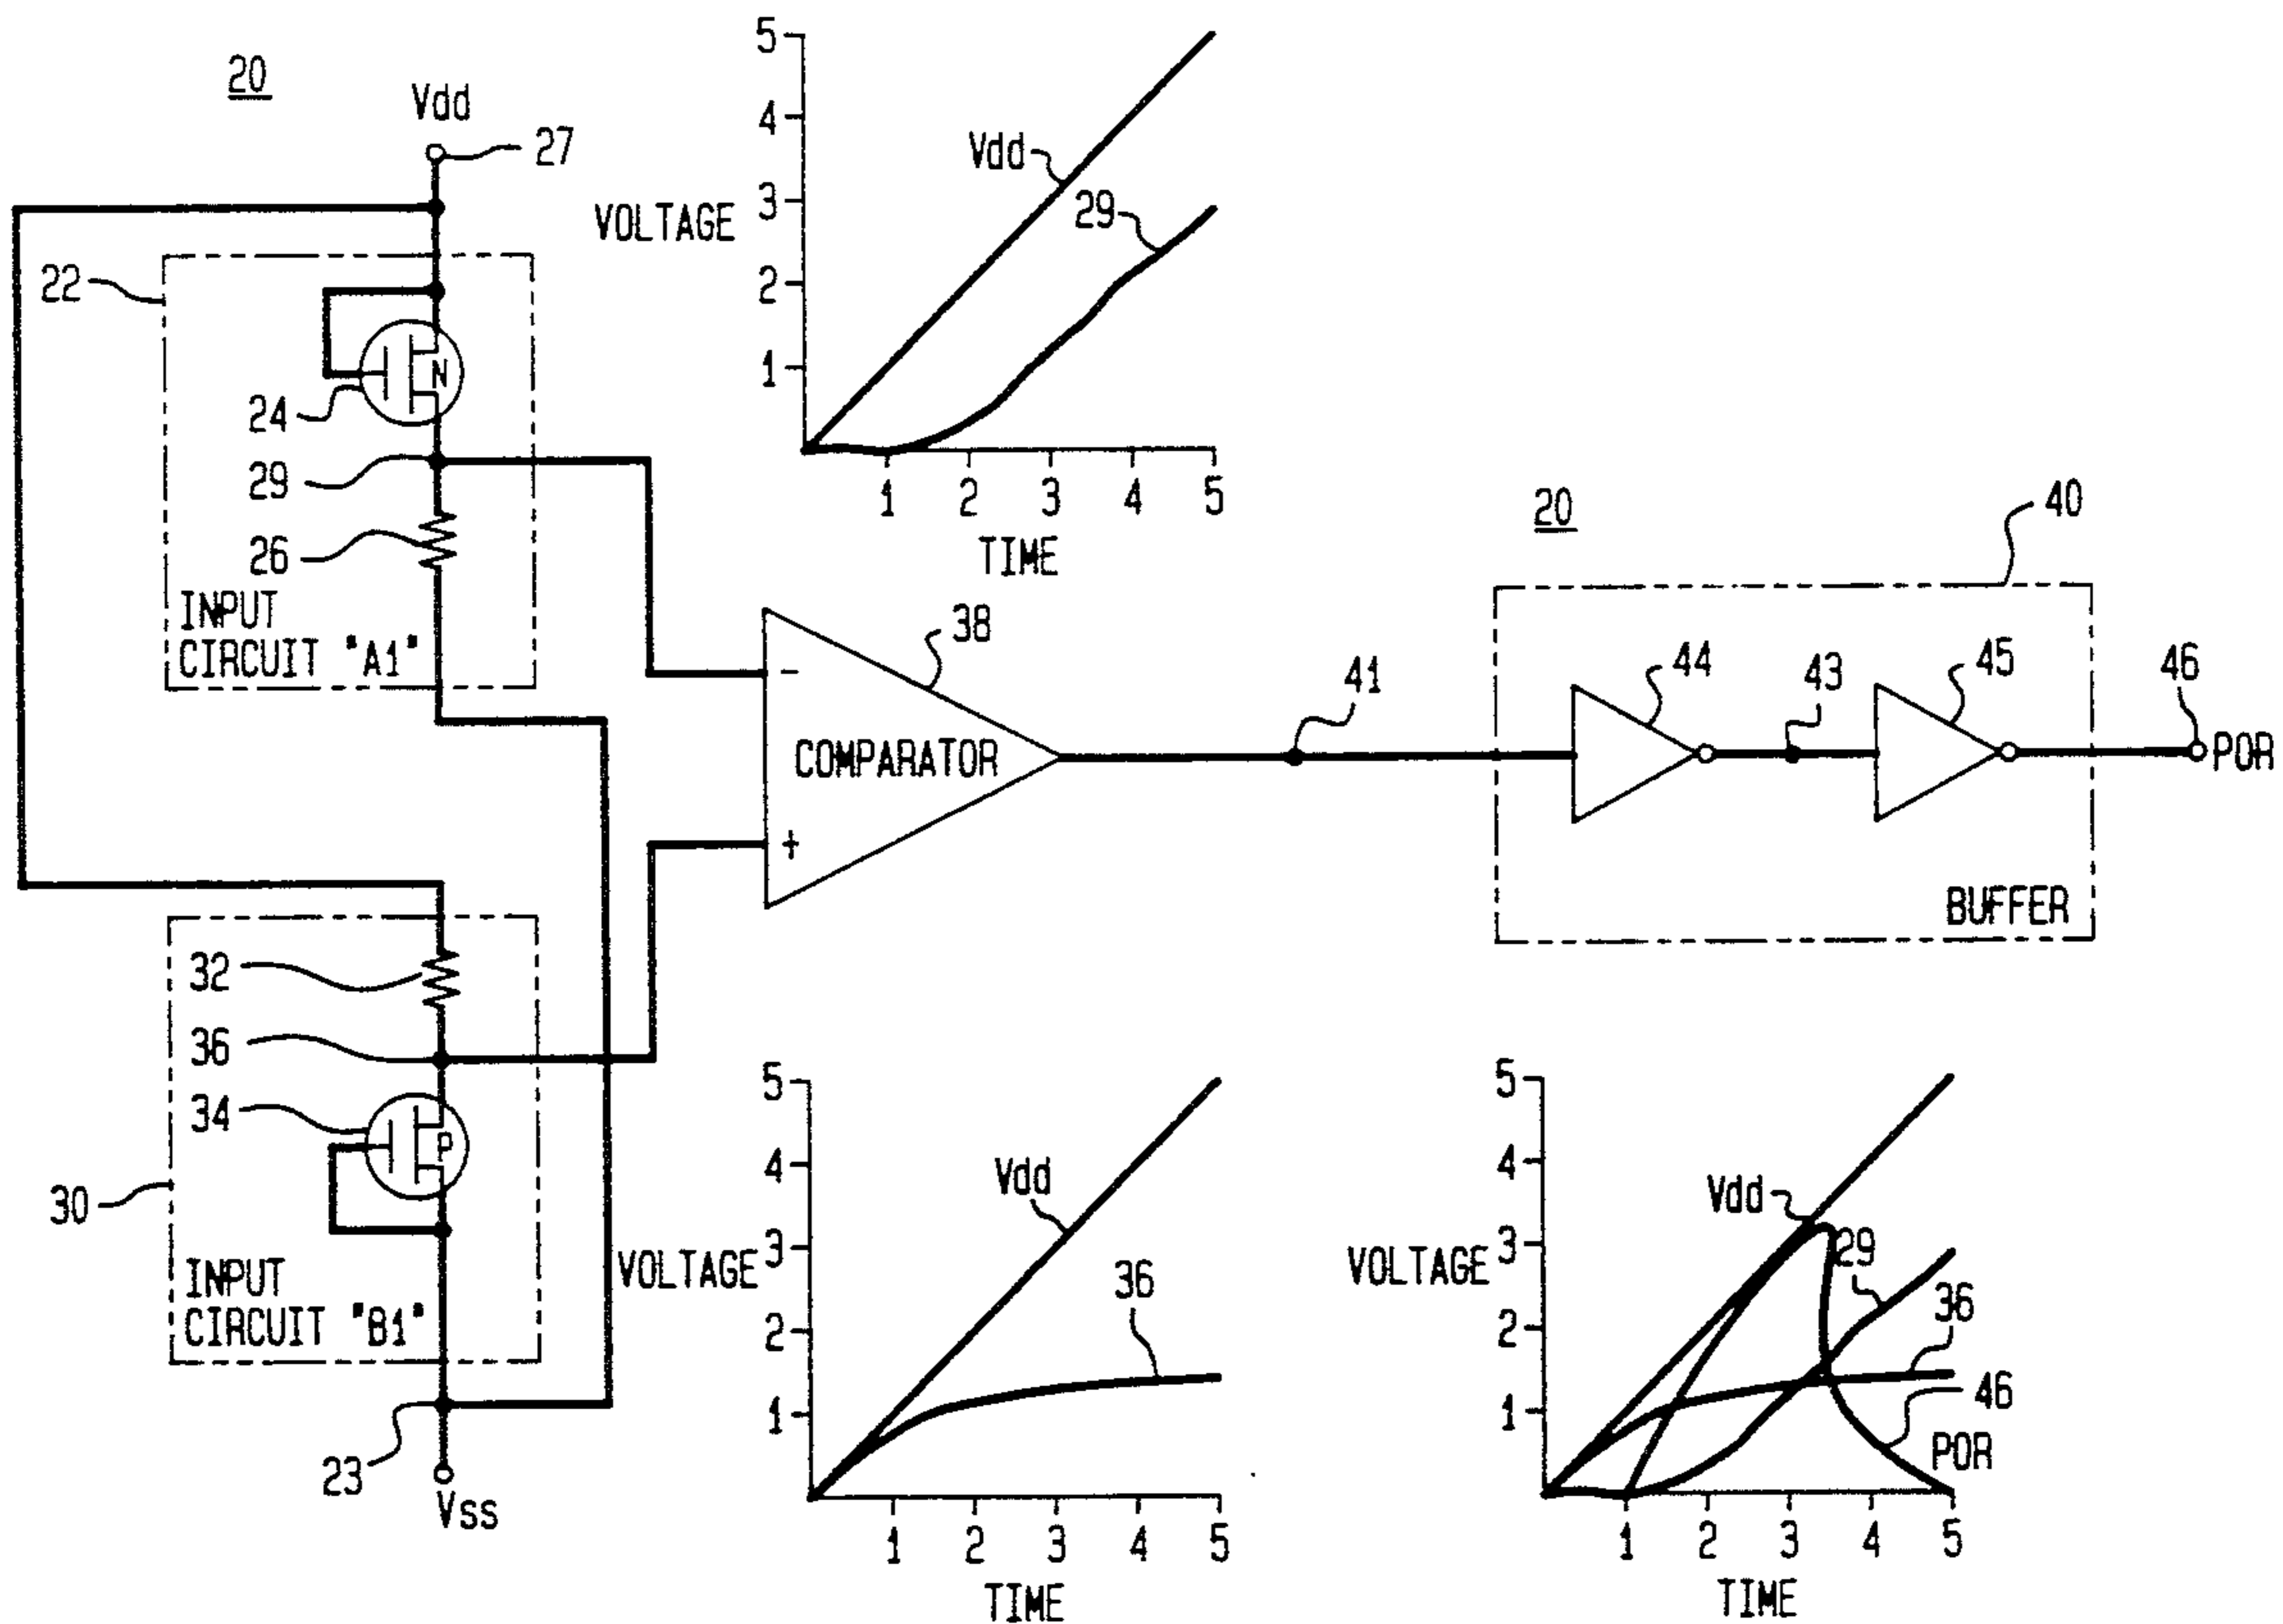 20
Vdd
27
22
24
N
29
26
INPUT
CIRCUIT "A1"
5
4
3
2
1
VOLTAGE
Vdd
29
1 2 3 4 5
TIME
38
-
COMPARATOR
+
41
20
40
44
43
45
46
POR
BUFFER
32
36
34
P
30
INPUT
CIRCUIT "B1"
23
Vss
5
4
3
2
1
VOLTAGE
Vdd
36
1 2 3 4 5
TIME
5
4
3
2
1
VOLTAGE
Vdd
29
36
46
POR
1 2 3 4 5
TIME